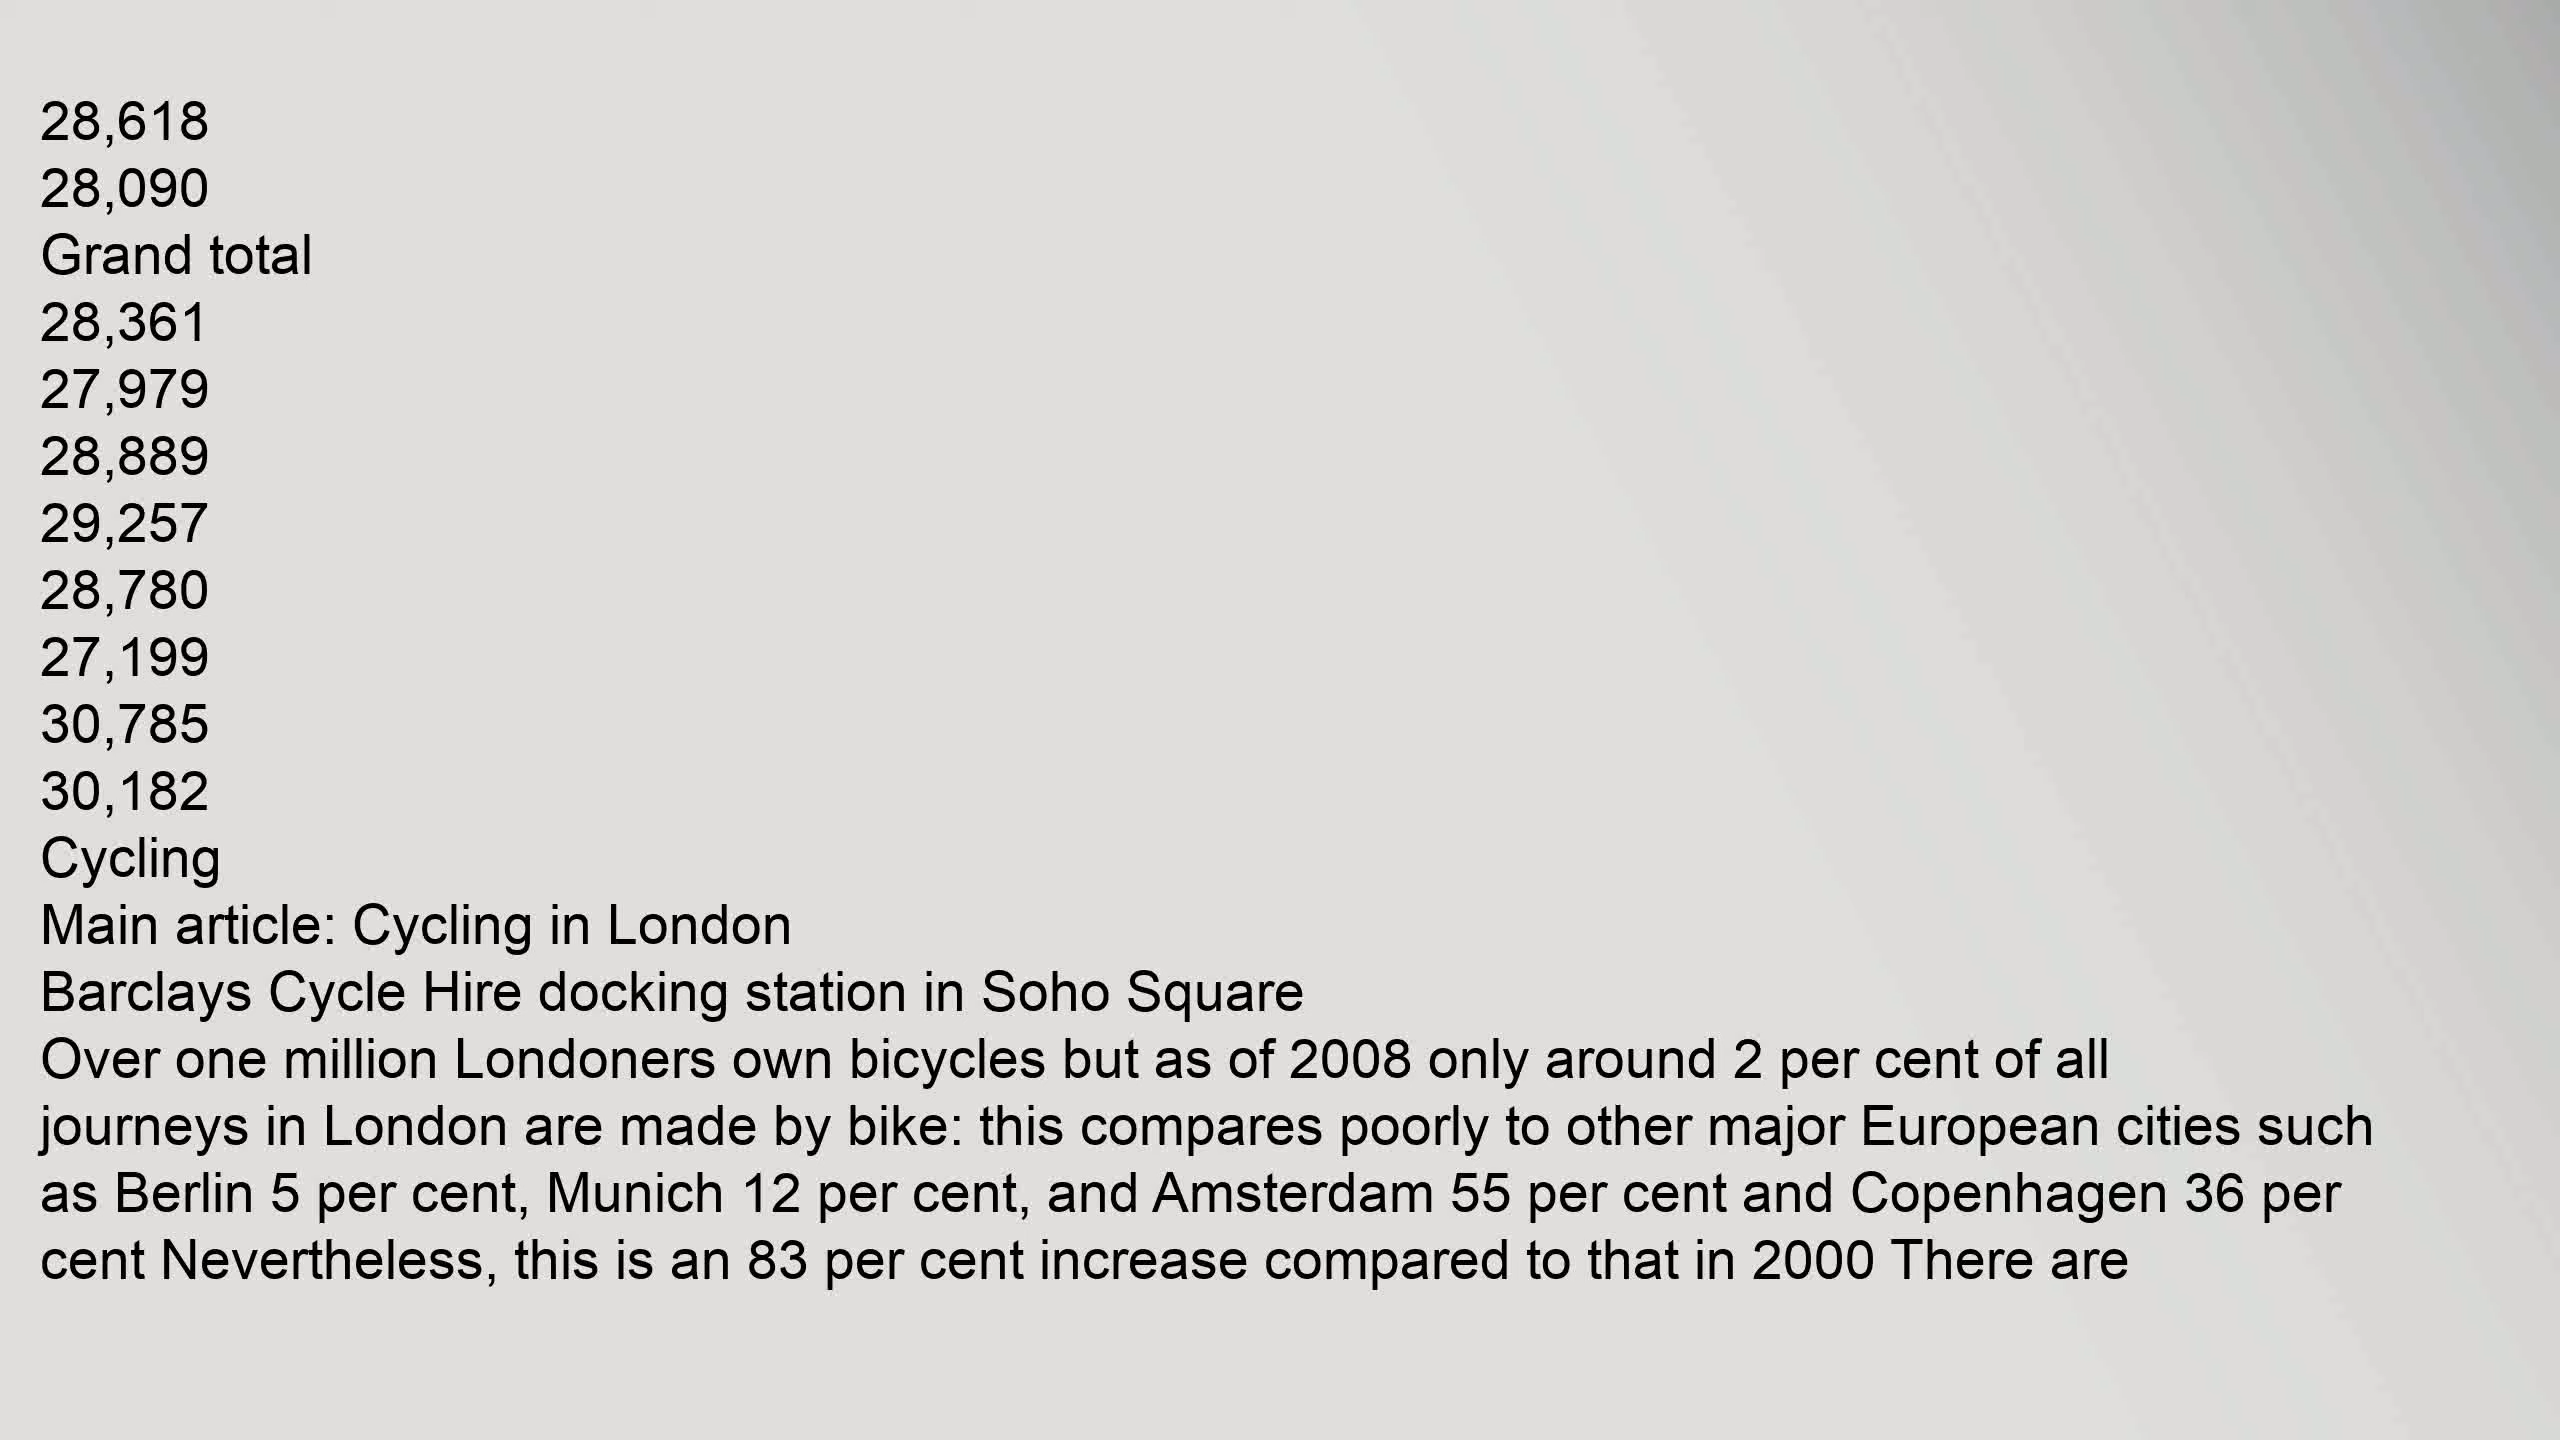 28,618
28,090
Grand total
28,361
27,979
28,889
29,257
28,780
27,199
30,785
30,182
Cycling
Main article: Cycling in London
Barclays Cycle Hire docking station in Soho Square
Over one million Londoners own bicycles but as of 2008 only around 2 per cent of all
journeys in London are made by bike: this compares poorly to other major European cities such
as Berlin 5 per cent, Munich 12 per cent, and Amsterdam 55 per cent and Copenhagen 36 per
cent Nevertheless, this is an 83 per cent increase compared to that in 2000 There are